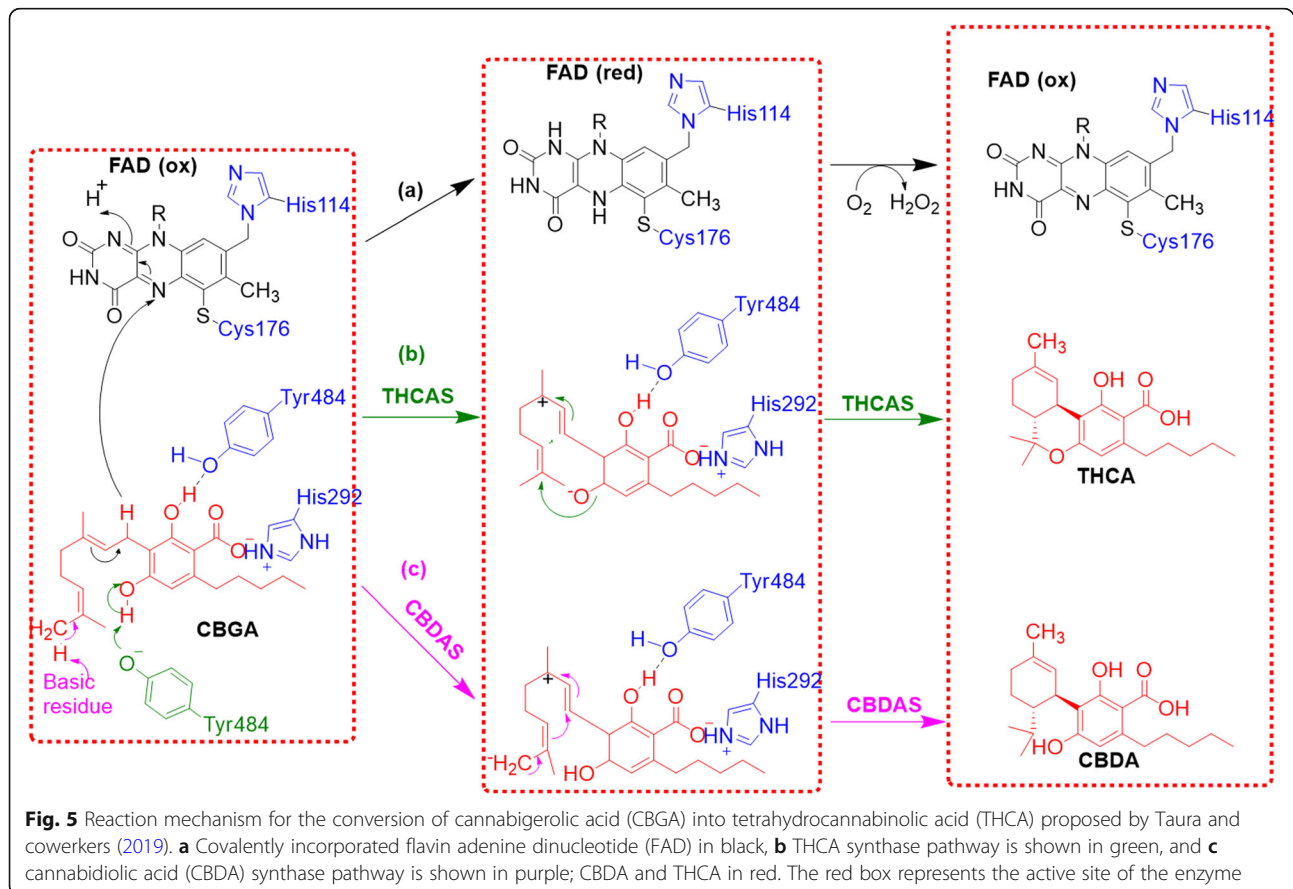 FAD (ox)
H+
N
His114
N
R
O
N
N
HN
N
CH3
O
S
Cys176
Tyr484
H
O
H
O
H
His292
O
O−
HN
NH
+
O
H
H2C
H
CBGA
Basic
residue
O−
Tyr484
(a)
(b)
THCAS
(c)
CBDAS
FAD (red)
N
His114
N
R
H
O
N
N
HN
N
H
CH3
O
S
Cys176
Tyr484
H
O
H
O
His292
+
O
O−
HN
NH
+
-O
Tyr484
H
O
H
O
His292
+
O
O−
HN
NH
+
-H2C
HO
O2
H2O2
THCAS
CBDAS
FAD (ox)
N
His114
N
R
O
N
N
HN
N
CH3
O
S
Cys176
CH3
OH
O
OH
O
THCA
CH3
OH
O
OH
HO
CBDA
Fig. 5 Reaction mechanism for the conversion of cannabigerolic acid (CBGA) into tetrahydrocannabinolic acid (THCA) proposed by Taura and
cowerkers (2019). a Covalently incorporated flavin adenine dinucleotide (FAD) in black, b THCA synthase pathway is shown in green, and c
cannabidiolic acid (CBDA) synthase pathway is shown in purple; CBDA and THCA in red. The red box represents the active site of the enzyme